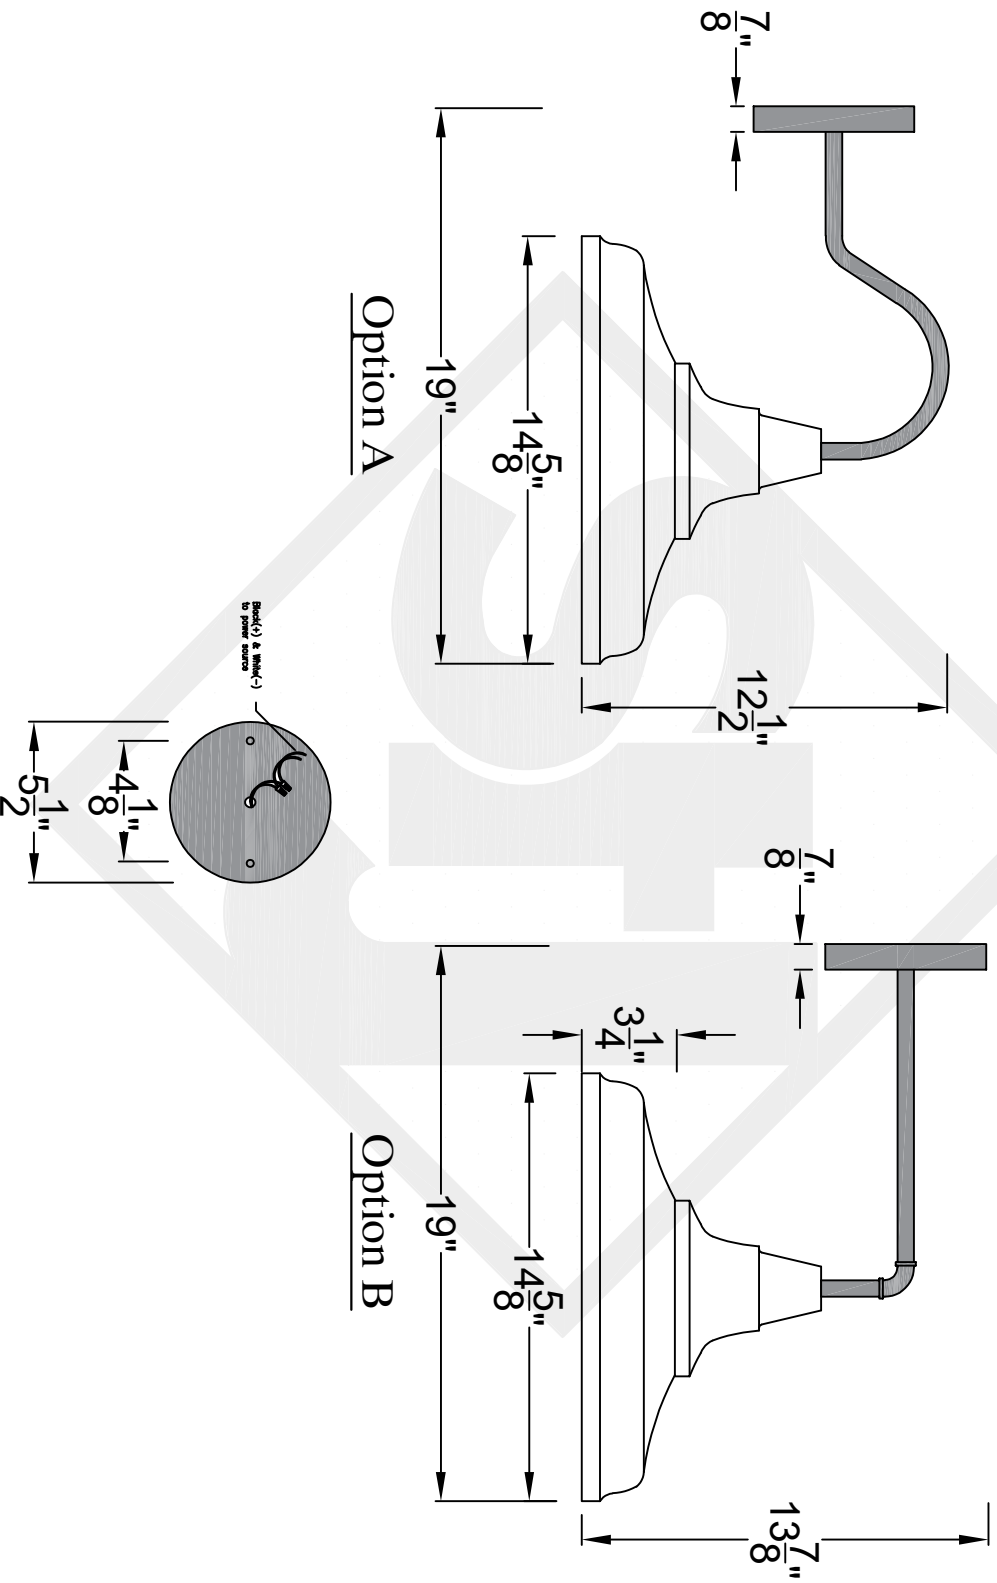 7/8"
12 1/2"
14 5/8"
19"
Option A
7/8"
13 7/8"
3 1/4"
14 5/8"
19"
Option B
Black(+) & White(-)
to power source
4 1/8"
5 1/2"